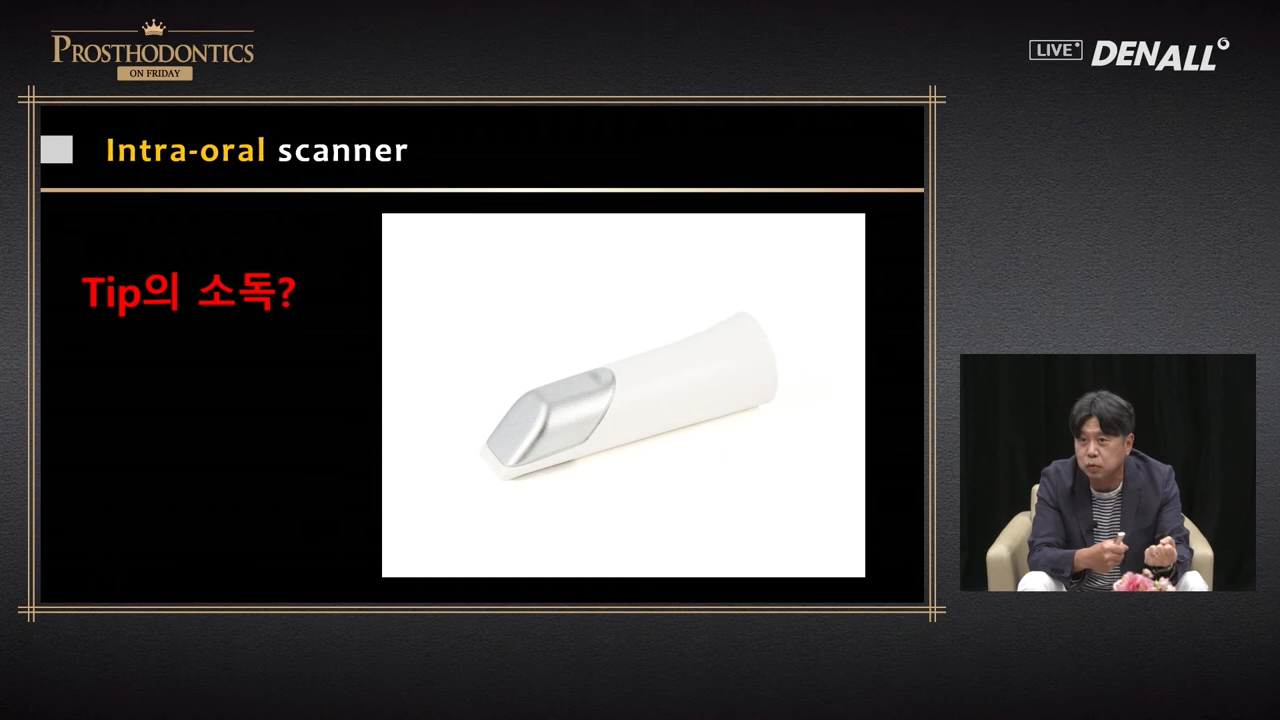 PROSTHODONTICS
ON FRIDAY
LIVE
DENALL
Intra-oral scanner
Tip의 소독?